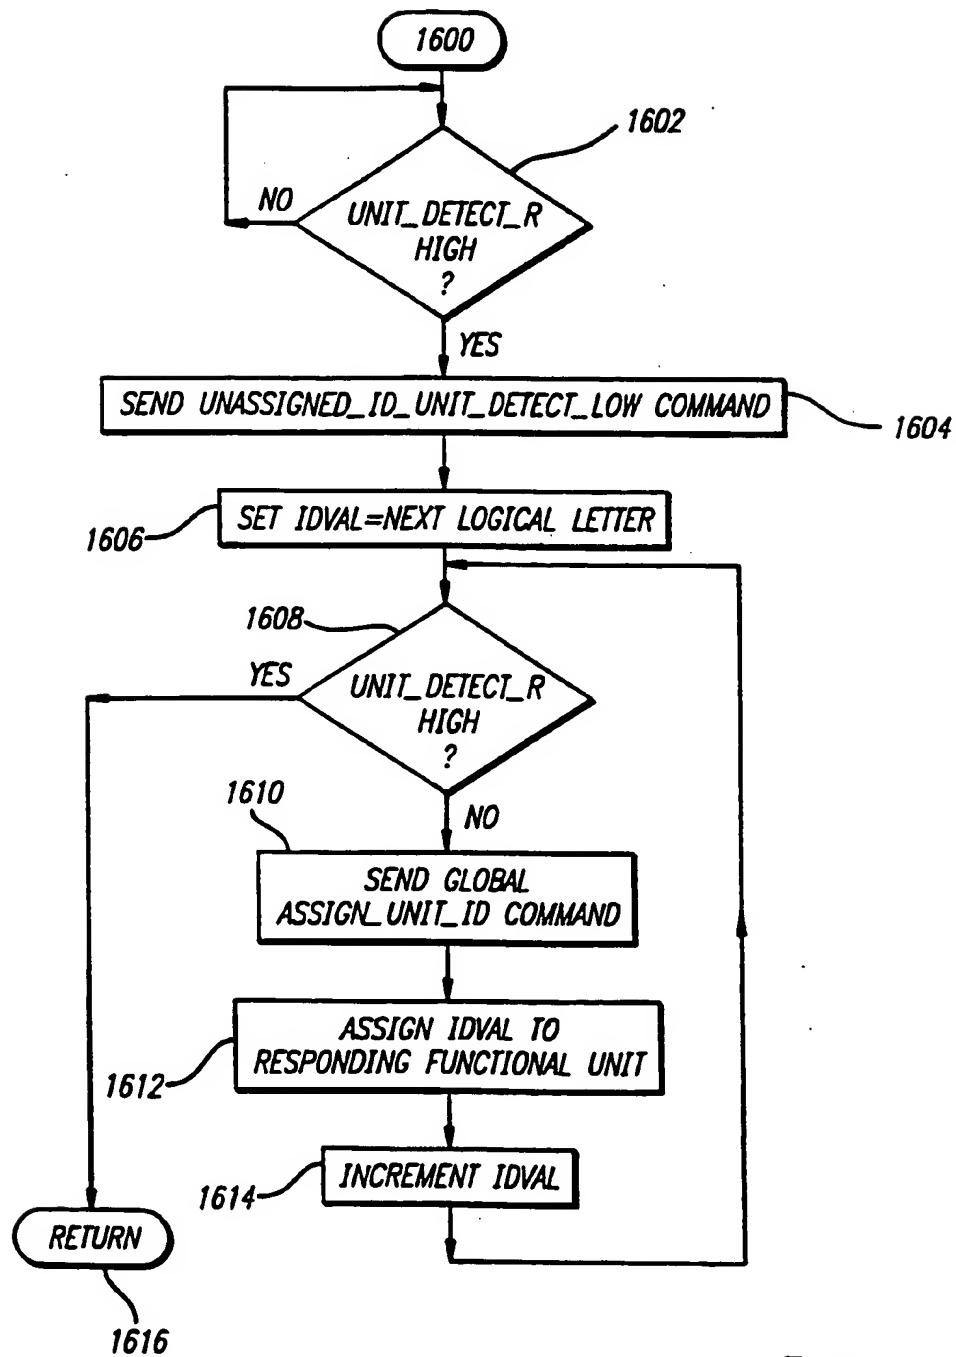 1600
1602
NO
UNIT_DETECT_R
HIGH
?
YES
SEND UNASSIGNED_ID_UNIT_DETECT_LOW COMMAND
1604
SET IDVAL=NEXT LOGICAL LETTER
1606
1608
YES
UNIT_DETECT_R
HIGH
?
1610
NO
SEND GLOBAL
ASSIGN_UNIT_ID COMMAND
ASSIGN IDVAL TO
RESPONDING FUNCTIONAL UNIT
1612
INCREMENT IDVAL
1614
RETURN
1616